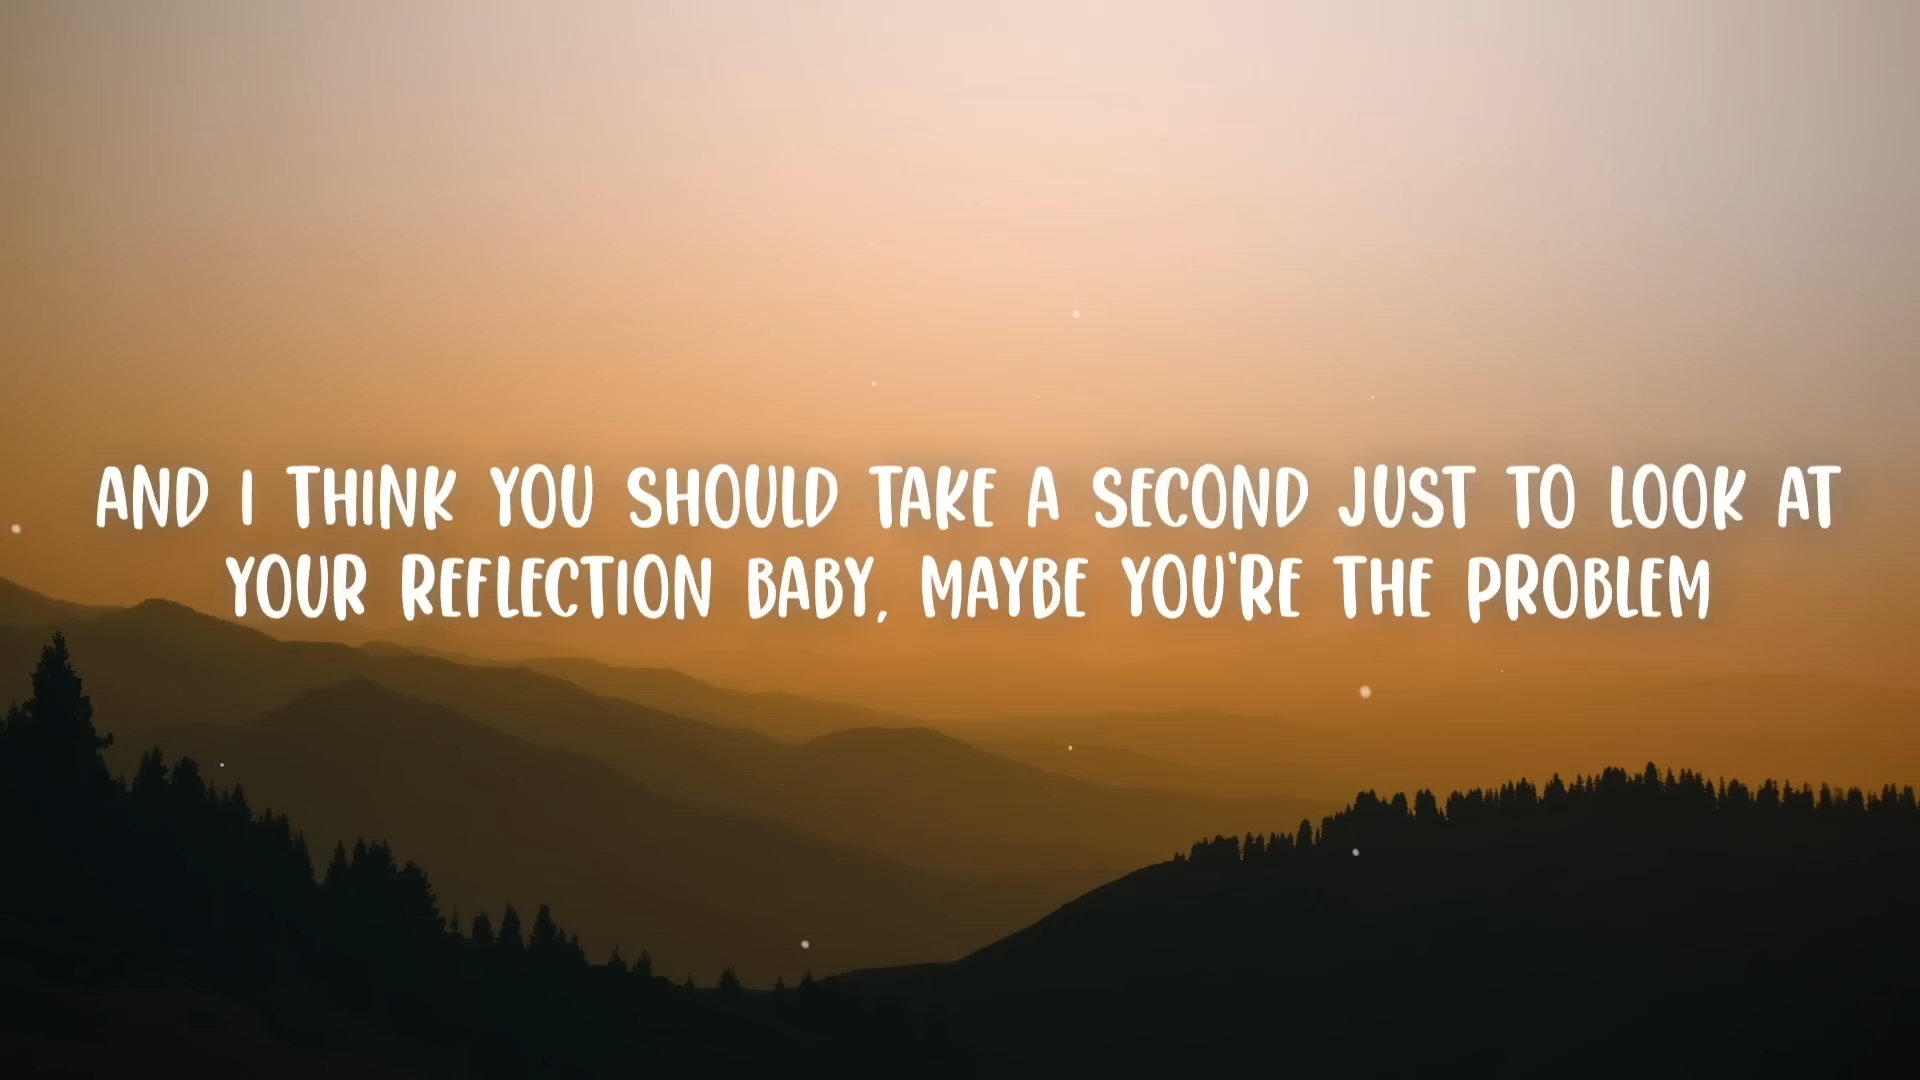 AND I THINK YOU SHOULD TAKE A SECOND JUST TO LOOK AT
YOUR REFLECTION BABY, MAYBE YOU'RE THE PROBLEM